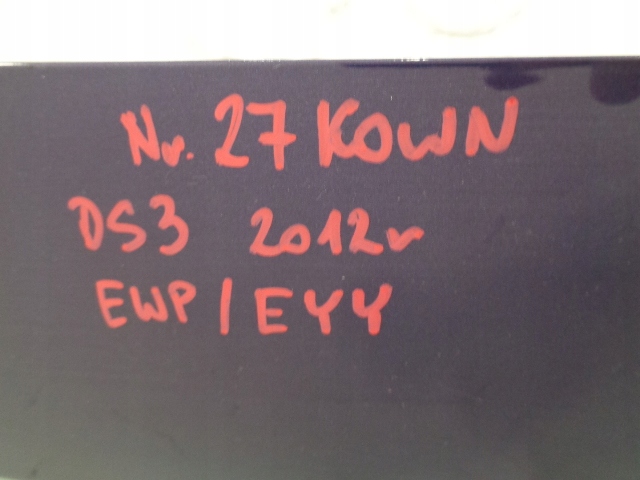 Nr. 27 KOWN
DS3 2012r
EWP/EYY